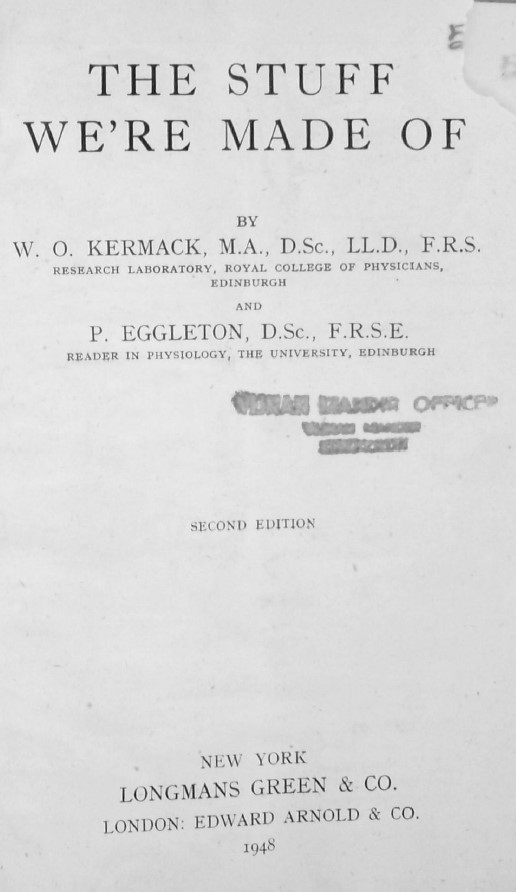 THE STUFF
WE'RE MADE OF
BY
W. O. KERMACK, M.A., D.Sc., LL.D., F.R.S.
RESEARCH LABORATORY, ROYAL COLLEGE OF PHYSICIANS,
EDINBURGH
AND
P. EGGLETON, D.Sc., F.R.S.E.
READER IN PHYSIOLOGY, THE UNIVERSITY, EDINBURGH
OFFICE
SECOND EDITION
NEW YORK
LONGMANS GREEN & CO.
LONDON: EDWARD ARNOLD & CO.
1948